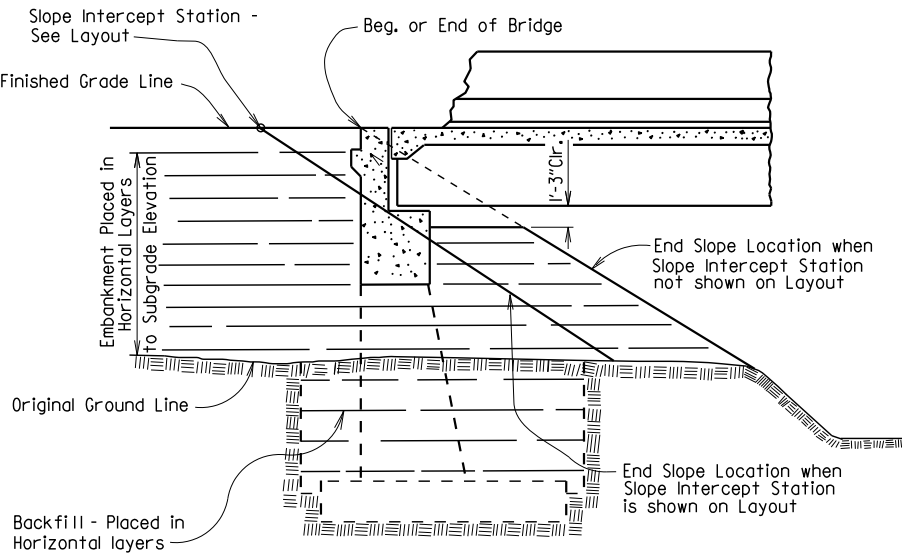 Slope Intercept Station -
See Layout
Beg. or End of Bridge
Finished Grade Line
1'-3"Clr.
Embankment Placed in
Horizontal Layers
to Subgrade Elevation
End Slope Location when
Slope Intercept Station
not shown on Layout
Original Ground Line
End Slope Location when
Slope Intercept Station
is shown on Layout
Backfill - Placed in
Horizontal layers